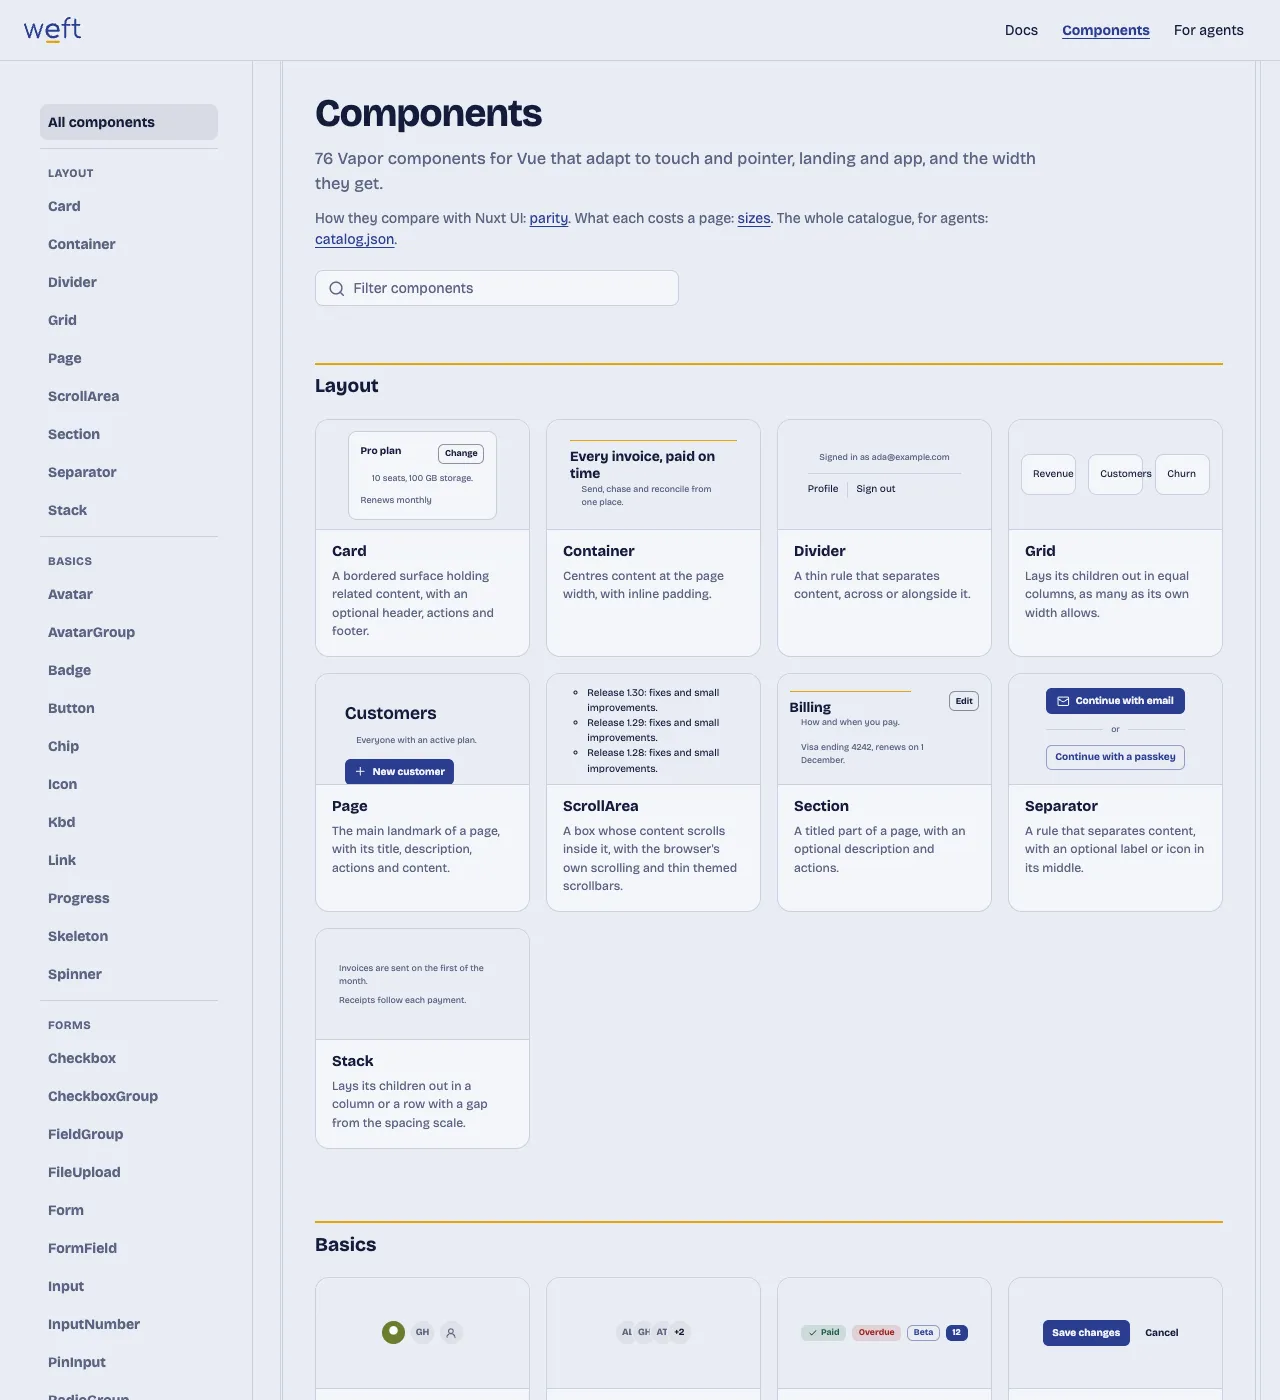 weft
Docs
Components
For agents
All components
LAYOUT
Card
Container
Divider
Grid
Page
ScrollArea
Section
Separator
Stack
BASICS
Avatar
AvatarGroup
Badge
Button
Chip
Icon
Kbd
Link
Progress
Skeleton
Spinner
FORMS
Checkbox
CheckboxGroup
FieldGroup
FileUpload
Form
FormField
Input
InputNumber
PinInput
RadioGroup
Components
76 Vapor components for Vue that adapt to touch and pointer, landing and app, and the width
they get.
How they compare with Nuxt UI: parity. What each costs a page: sizes. The whole catalogue, for agents:
catalog.json.
Filter components
Layout
Pro plan
Change
10 seats, 100 GB storage.
Renews monthly
Card
A bordered surface holding
related content, with an
optional header, actions and
footer.
Every invoice, paid on
time
Send, chase and reconcile from
one place.
Container
Centres content at the page
width, with inline padding.
Signed in as ada@example.com
Profile
Sign out
Divider
A thin rule that separates
content, across or alongside it.
Revenue
Customers
Churn
Grid
Lays its children out in equal
columns, as many as its own
width allows.
Customers
Everyone with an active plan.
New customer
Page
The main landmark of a page,
with its title, description,
actions and content.
Release 1.30: fixes and small
improvements.
Release 1.29: fixes and small
improvements.
Release 1.28: fixes and small
improvements.
ScrollArea
A box whose content scrolls
inside it, with the browser's
own scrolling and thin themed
scrollbars.
Billing
Edit
How and when you pay.
Visa ending 4242, renews on 1
December.
Section
A titled part of a page, with an
optional description and
actions.
Continue with email
or
Continue with a passkey
Separator
A rule that separates content,
with an optional label or icon in
its middle.
Invoices are sent on the first of the
month.
Receipts follow each payment.
Stack
Lays its children out in a
column or a row with a gap
from the spacing scale.
Basics
GH
AL
GH
AT
+2
Paid
Overdue
Beta
12
Save changes
Cancel